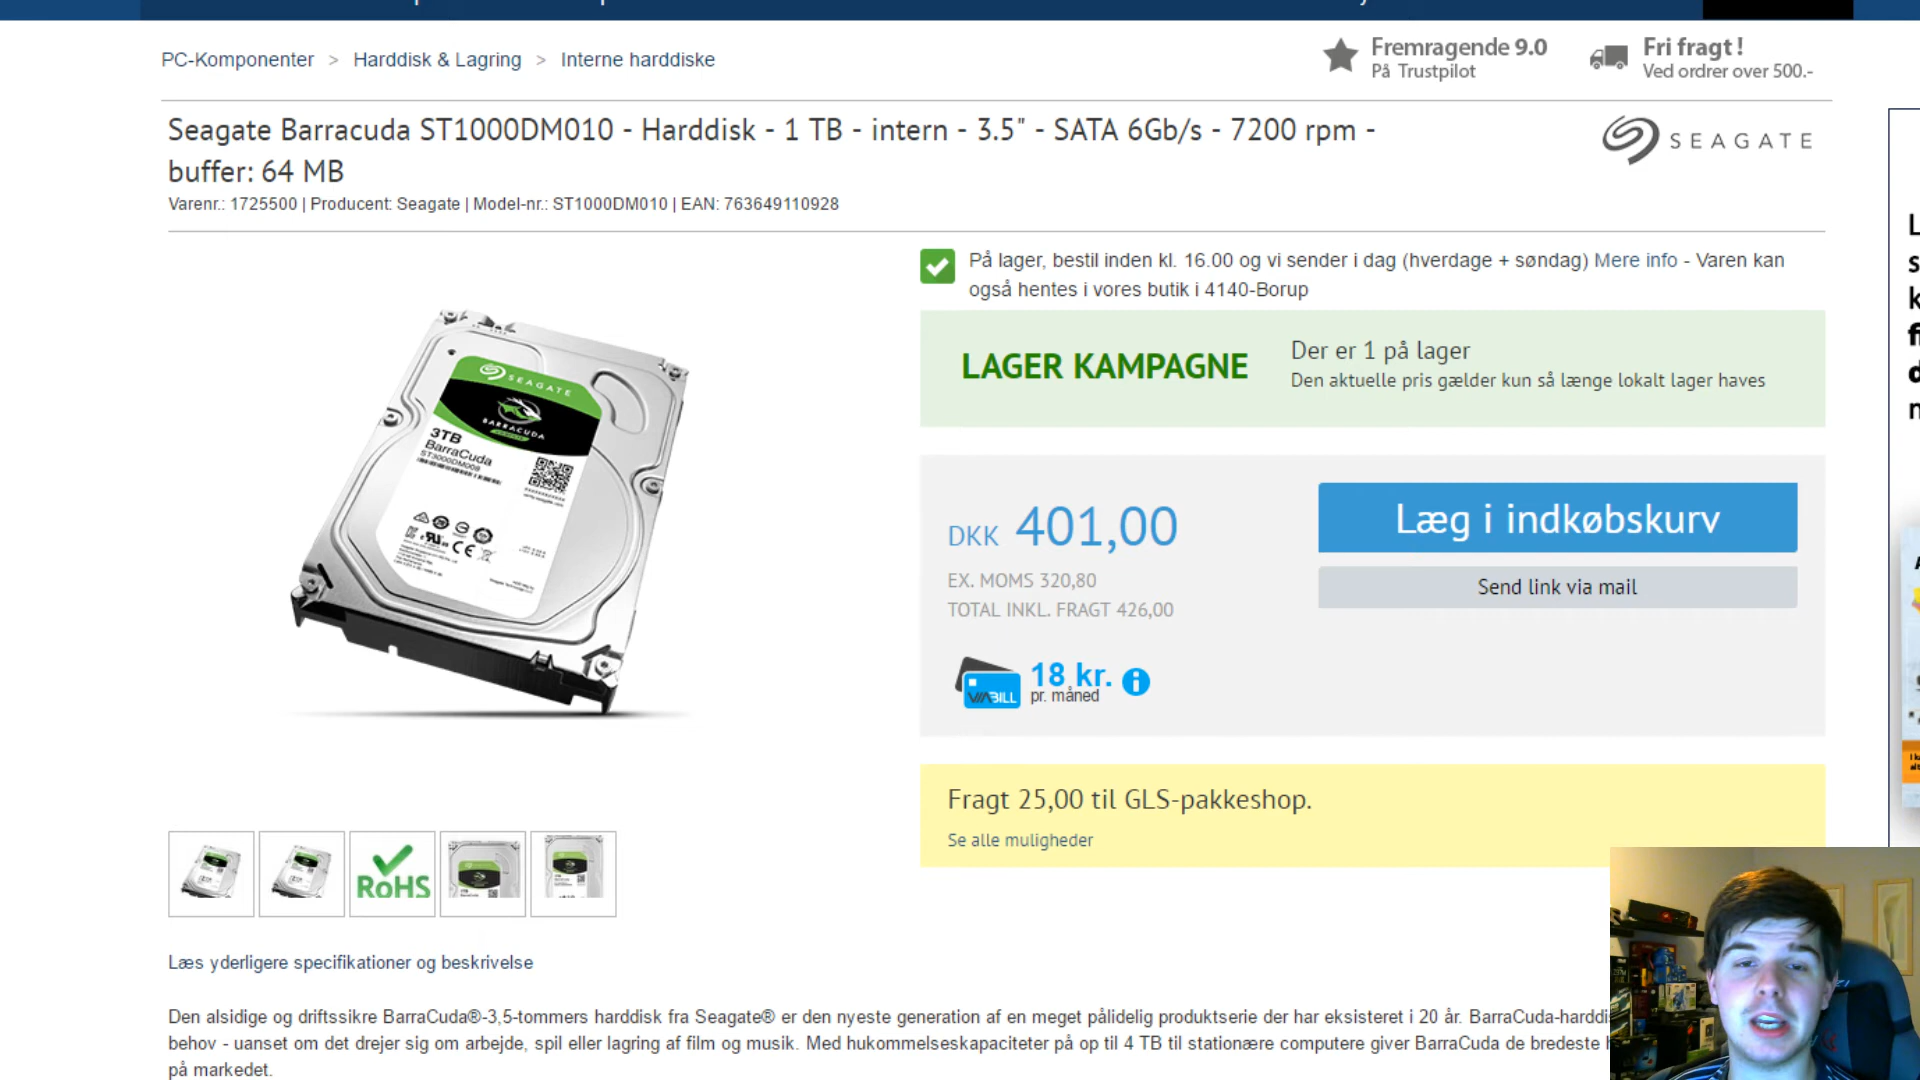 PC-Komponenter > Harddisk & Lagring > Interne harddiske
Fremragende 9.0
På Trustpilot
Fri fragt !
Ved ordrer over 500.-
Seagate Barracuda ST1000DM010 - Harddisk - 1 TB - intern - 3.5" - SATA 6Gb/s - 7200 rpm -
buffer: 64 MB
SEAGATE
Varenr.: 1725500 | Producent: Seagate | Model-nr.: ST1000DM010 | EAN: 763649110928
På lager, bestil inden kl. 16.00 og vi sender i dag (hverdage + søndag) Mere info - Varen kan
også hentes i vores butik i 4140-Borup
LAGER KAMPAGNE
Der er 1 på lager
Den aktuelle pris gælder kun så længe lokalt lager haves
SEAGATE
BARRACUDA
3TB
BarraCuda
ST3000DM008
DKK 401,00
EX. MOMS 320,80
TOTAL INKL. FRAGT 426,00
Læg i indkøbskurv
Send link via mail
VIABILL
18 kr.
pr. måned
Fragt 25,00 til GLS-pakkeshop.
Se alle muligheder
RoHS
Læs yderligere specifikationer og beskrivelse
Den alsidige og driftssikre BarraCuda®-3,5-tommers harddisk fra Seagate® er den nyeste generation af en meget pålidelig produktserie der har eksisteret i 20 år. BarraCuda-harddi
behov - uanset om det drejer sig om arbejde, spil eller lagring af film og musik. Med hukommelseskapaciteter på op til 4 TB til stationære computere giver BarraCuda de bredeste
på markedet.